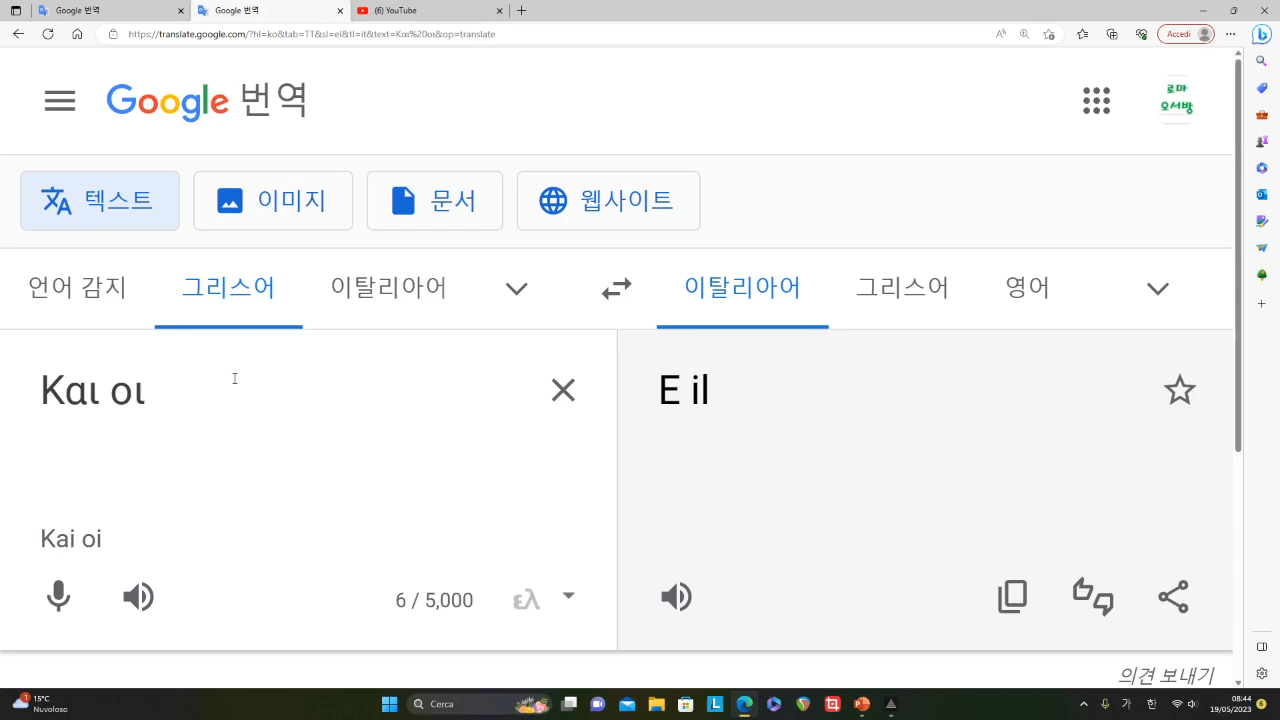 Google 번역
Google 번역
(6) YouTube
https://translate.google.com/?hl=ko&tab=TT&sl=el&tl=it&text=Και%20οι&op=translate
Accedi
Google 번역
로마
오서방
텍스트
이미지
문서
웹사이트
언어 감지
그리스어
이탈리아어
이탈리아어
그리스어
영어
Και οι
E il
Kai oi
6 / 5,000
ελ
의견 보내기
1
15°C
Nuvoloso
Cerca
가
한
08:44
19/05/2023
6